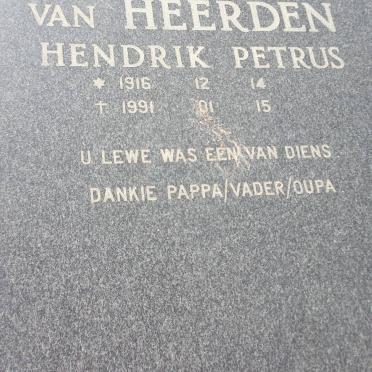 VAN HEERDEN
HENDRIK PETRUS
* 1916 12 14
† 1991 01 15
U LEWE WAS EEN VAN DIENS.
DANKIE PAPPA/VADER/OUPA.